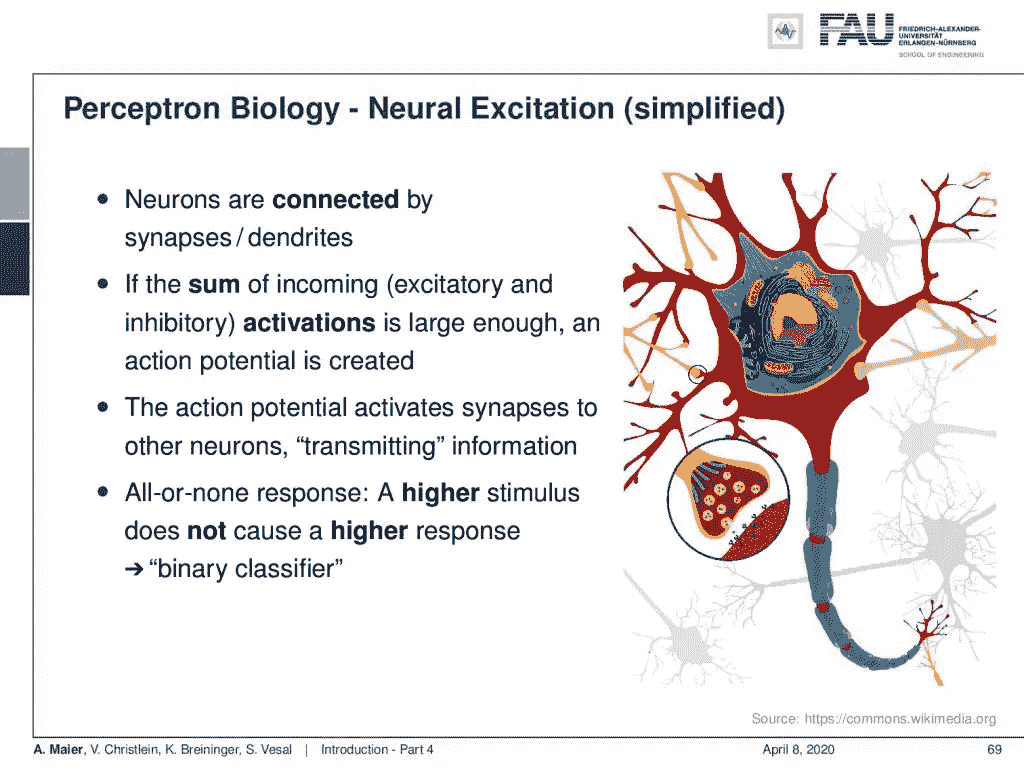 FAU
FRIEDRICH-ALEXANDER-
UNIVERSITÄT
ERLANGEN-NÜRNBERG
SCHOOL OF ENGINEERING
Perceptron Biology - Neural Excitation (simplified)
• Neurons are connected by
synapses / dendrites
• If the sum of incoming (excitatory and
inhibitory) activations is large enough, an
action potential is created
• The action potential activates synapses to
other neurons, “transmitting” information
• All-or-none response: A higher stimulus
does not cause a higher response
➔ “binary classifier”
Source: https://commons.wikimedia.org
A. Maier, V. Christlein, K. Breininger, S. Vesal | Introduction - Part 4 April 8, 2020 69